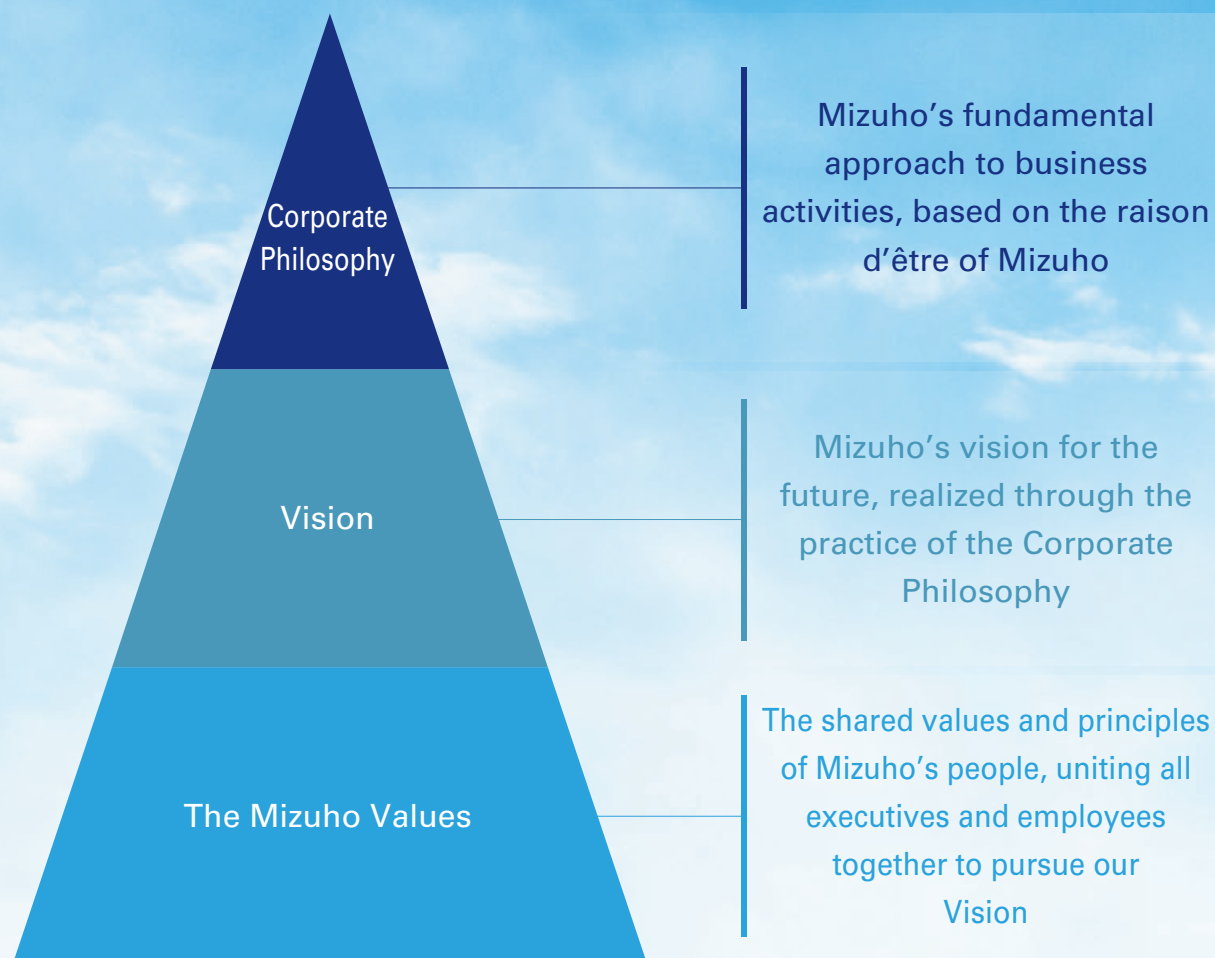 Corporate
Philosophy
Mizuho’s fundamental
approach to business
activities, based on the raison
d’être of Mizuho
Vision
Mizuho’s vision for the
future, realized through the
practice of the Corporate
Philosophy
The Mizuho Values
The shared values and principles
of Mizuho’s people, uniting all
executives and employees
together to pursue our
Vision